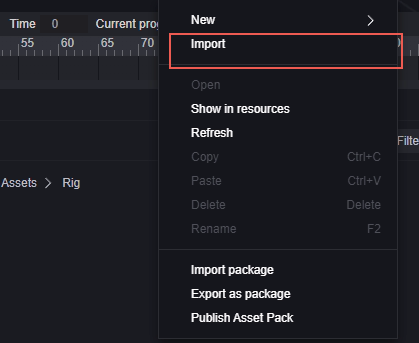 New
Time 0 Current prog
Import
55 60 65 70
Open
Show in resources
Refresh
Filte
Copy Ctrl+C
Assets > Rig
Paste Ctrl+V
Delete Delete
Rename F2
Import package
Export as package
Publish Asset Pack